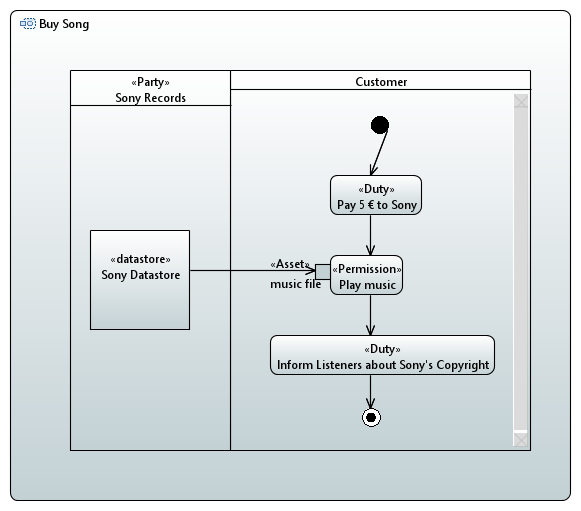 Buy Song
«Party»
Sony Records
Customer
«Duty»
Pay 5 € to Sony
«datastore»
Sony Datastore
«Asset»
music file
«Permission»
Play music
«Duty»
Inform Listeners about Sony's Copyright